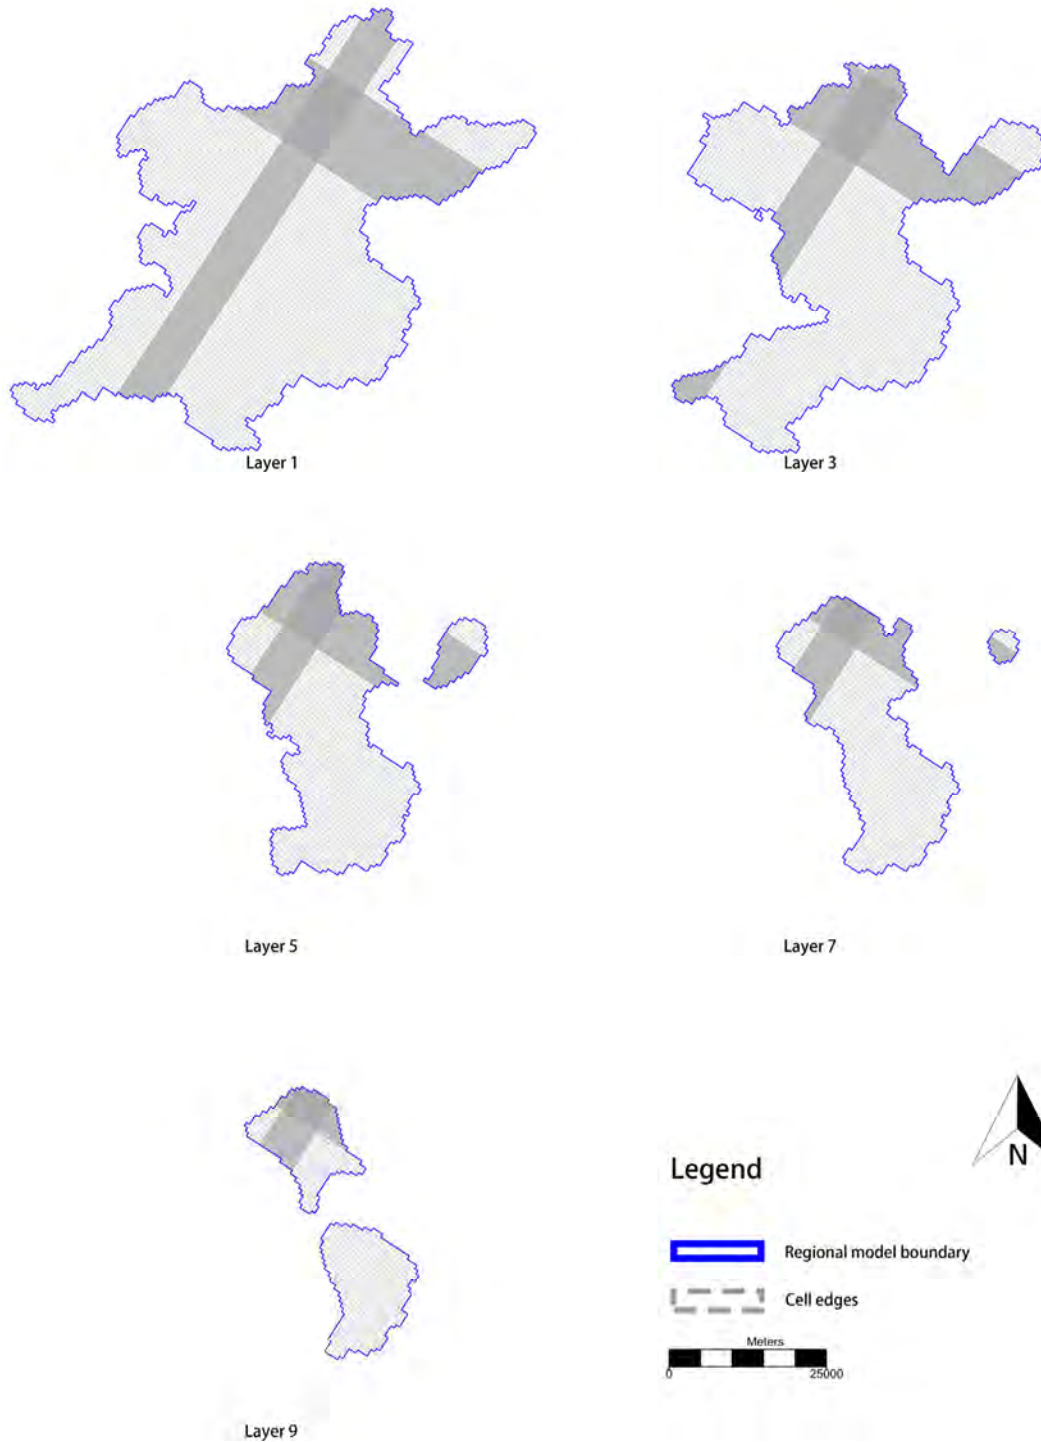 Layer 1
Layer 3
Layer 5
Layer 7
Layer 9
N
Legend
Regional model boundary
Cell edges
Meters
0 25000